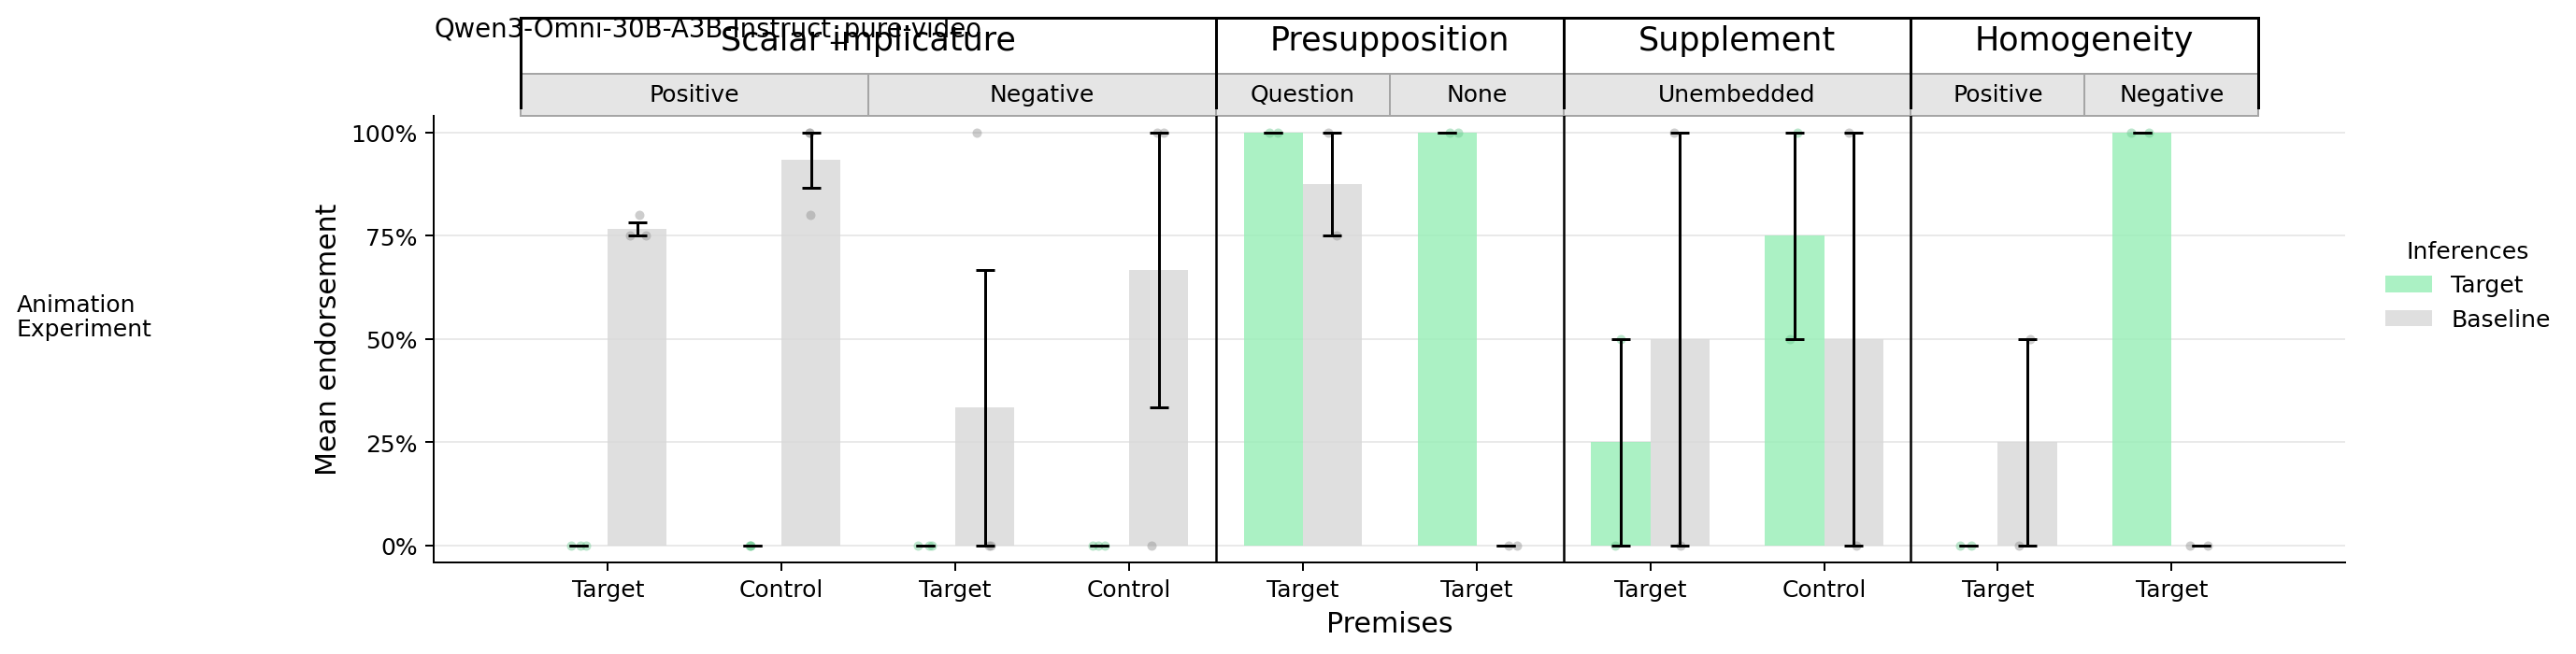 Qwen3-Omni-30B-A3B-Instruct_pure-video
Scalar implicature Presupposition Supplement Homogeneity
Positive Negative Question None Unembedded Positive Negative
100%
75%
50%
25%
0%
Mean endorsement
Animation
Experiment
Inferences
Target
Baseline
Target Control Target Control Target Target Target Control Target Target
Premises